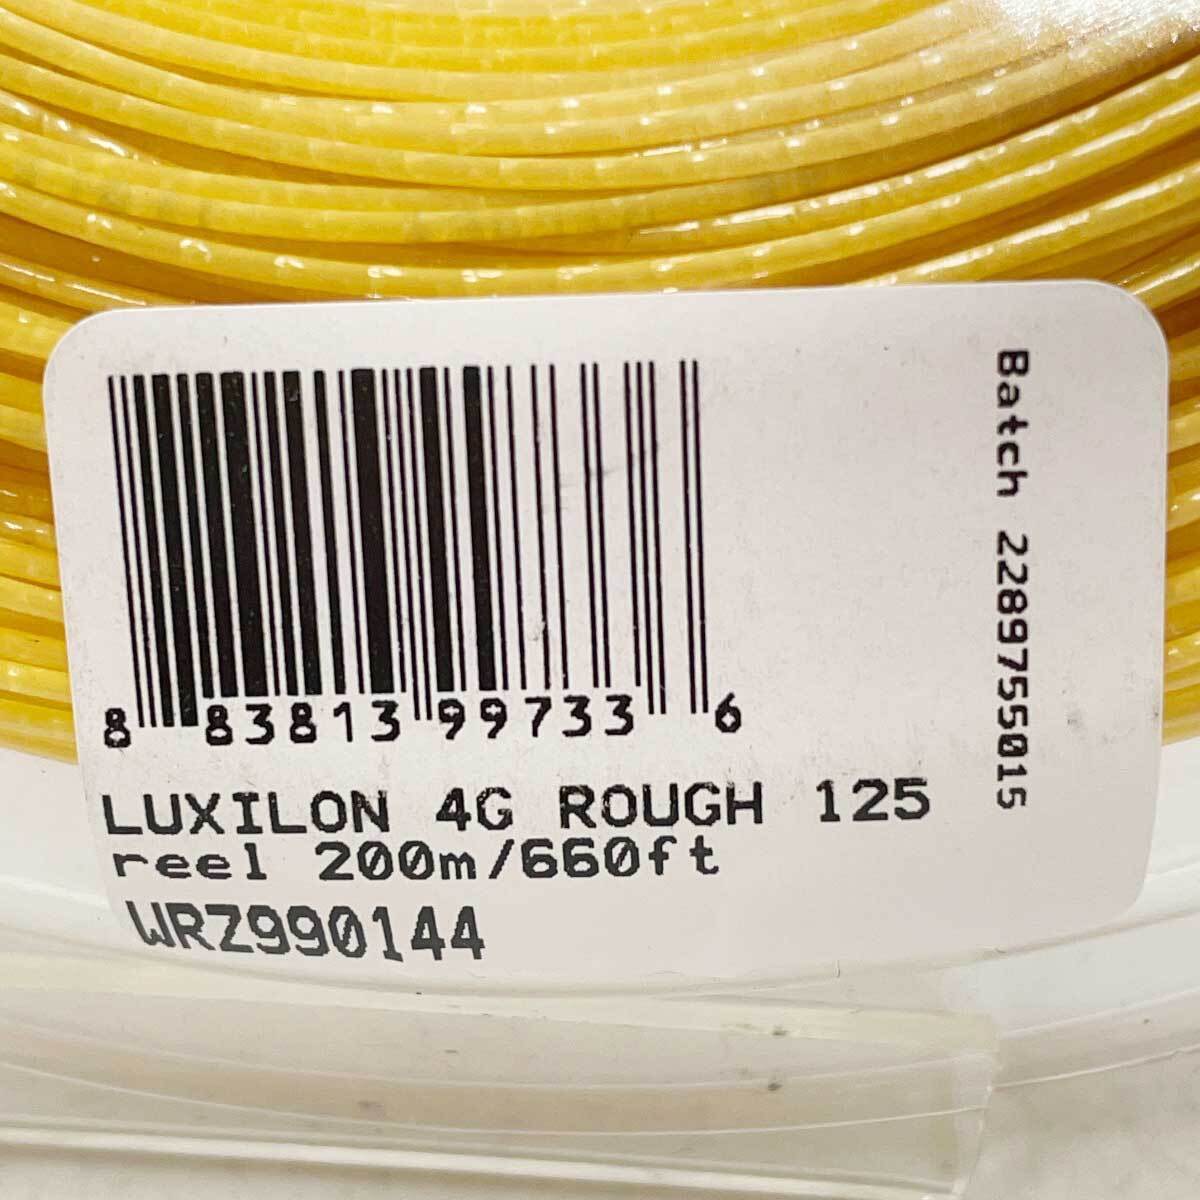 8 83813 99733 6
LUXILON 4G ROUGH 125
reel 200m/660ft
WRZ990144
Batch 2289755015